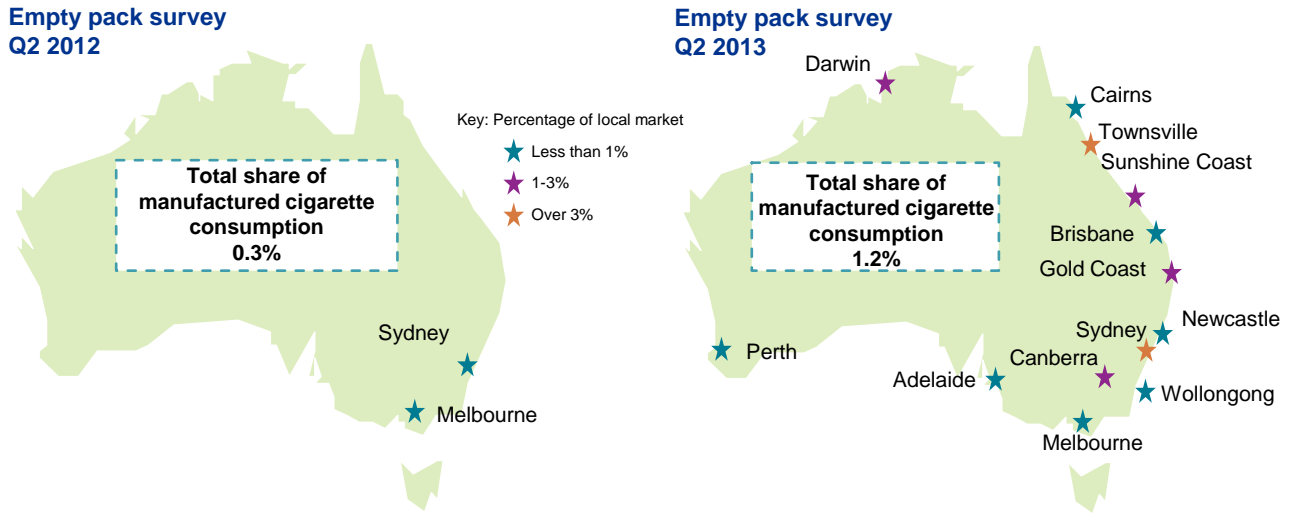 Empty pack survey
Q2 2012
Key: Percentage of local market
Less than 1%
1-3%
Over 3%
Total share of
manufactured cigarette
consumption
0.3%
Sydney
Melbourne
Empty pack survey
Q2 2013
Darwin
Cairns
Townsville
Sunshine Coast
Total share of
manufactured cigarette
consumption
1.2%
Brisbane
Gold Coast
Newcastle
Sydney
Perth
Canberra
Adelaide
Wollongong
Melbourne